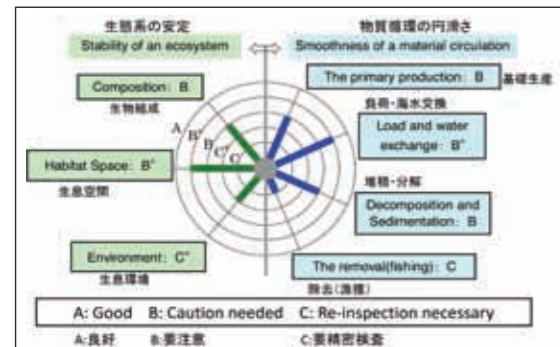 生態系の安定
Stability of an ecosystem
物質循環の円滑さ
Smoothness of a material circulation
Composition: B
生物組成
The primary production: B
基礎生産
負荷・海水交換
Load and water
exchange: B⁺
A B⁺ B C⁺ C
Habitat Space: B⁺
生息空間
堆積・分解
Decomposition and
Sedimentation: B
Environment: C⁺
生息環境
The removal(fishing): C
除去(漁獲)
A: Good B: Caution needed C: Re-inspection necessary
A:良好 B:要注意 C:要精密検査